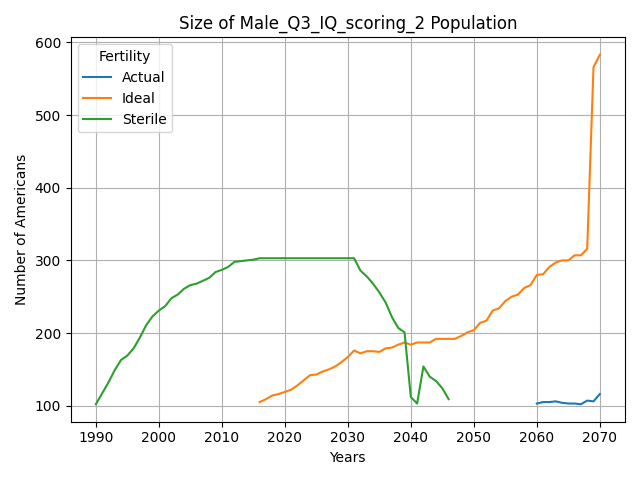 Size of Male_Q3_IQ_scoring_2 Population
Fertility
Actual
Ideal
Sterile
Number of Americans
600
500
400
300
200
100
1990 2000 2010 2020 2030 2040 2050 2060 2070
Years